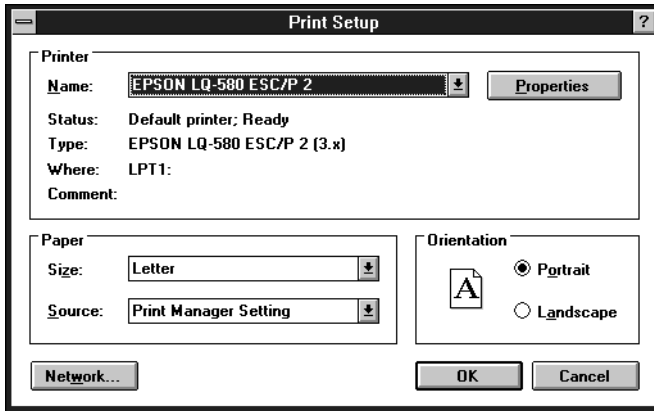 Print Setup ?
Printer
Name: EPSON LQ-580 ESC/P 2 Properties
Status: Default printer; Ready
Type: EPSON LQ-580 ESC/P 2 (3.x)
Where: LPT1:
Comment:
Paper
Size: Letter
Source: Print Manager Setting
Orientation
A
Portrait
Landscape
Network... OK Cancel